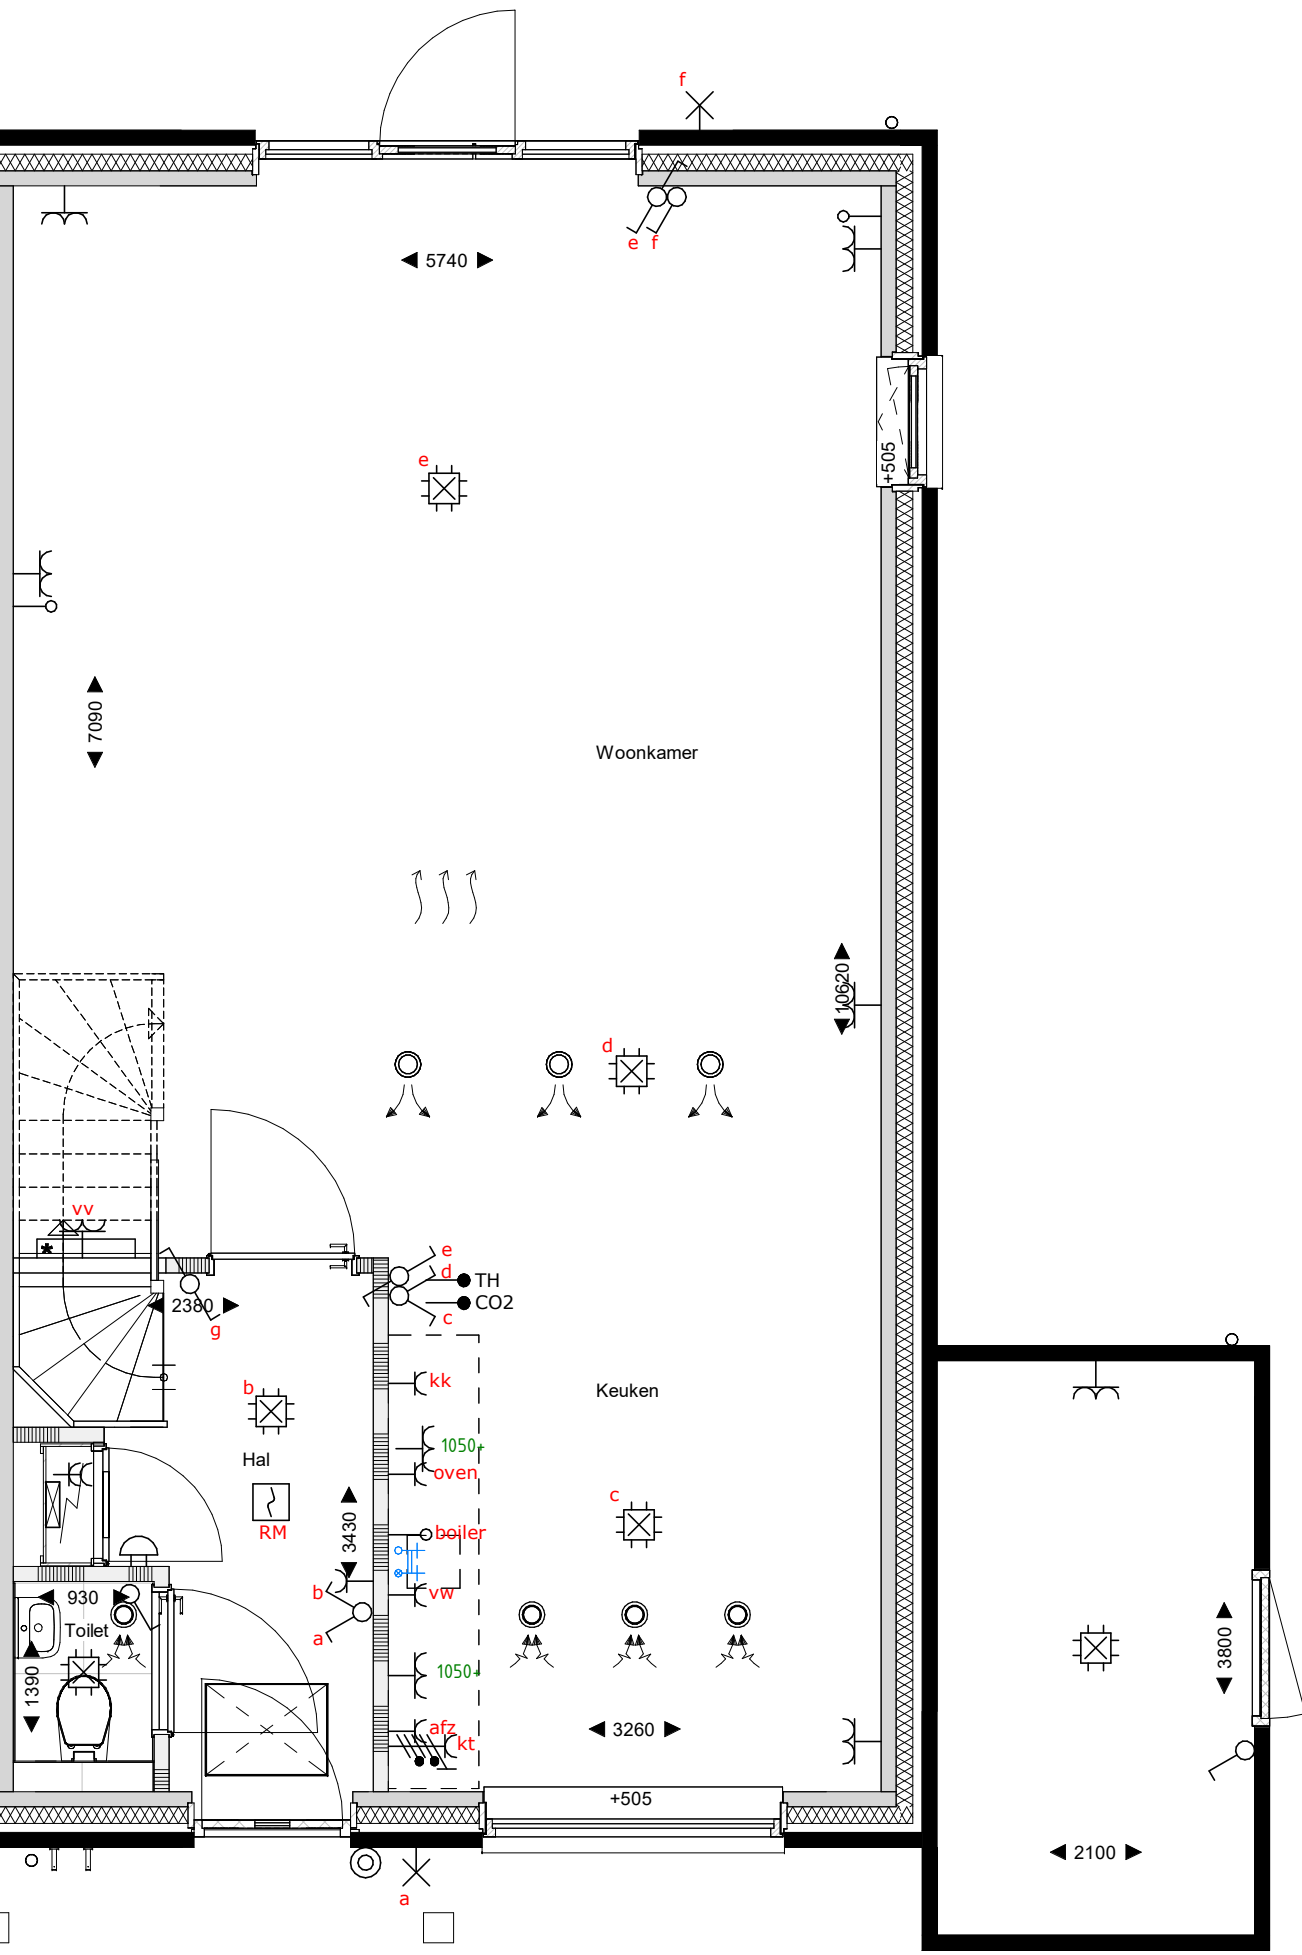 f
e f
5740
e
+505
7090
Woonkamer
10620
d
vv
*
e
d
TH
2380
CO2
c
g
kk
b
Keuken
1050+
Hal
oven
c
RM
3430
boiler
b
vw
930
Toilet
a
1390
3800
1050+
afz
3260
kt
+505
2100
a